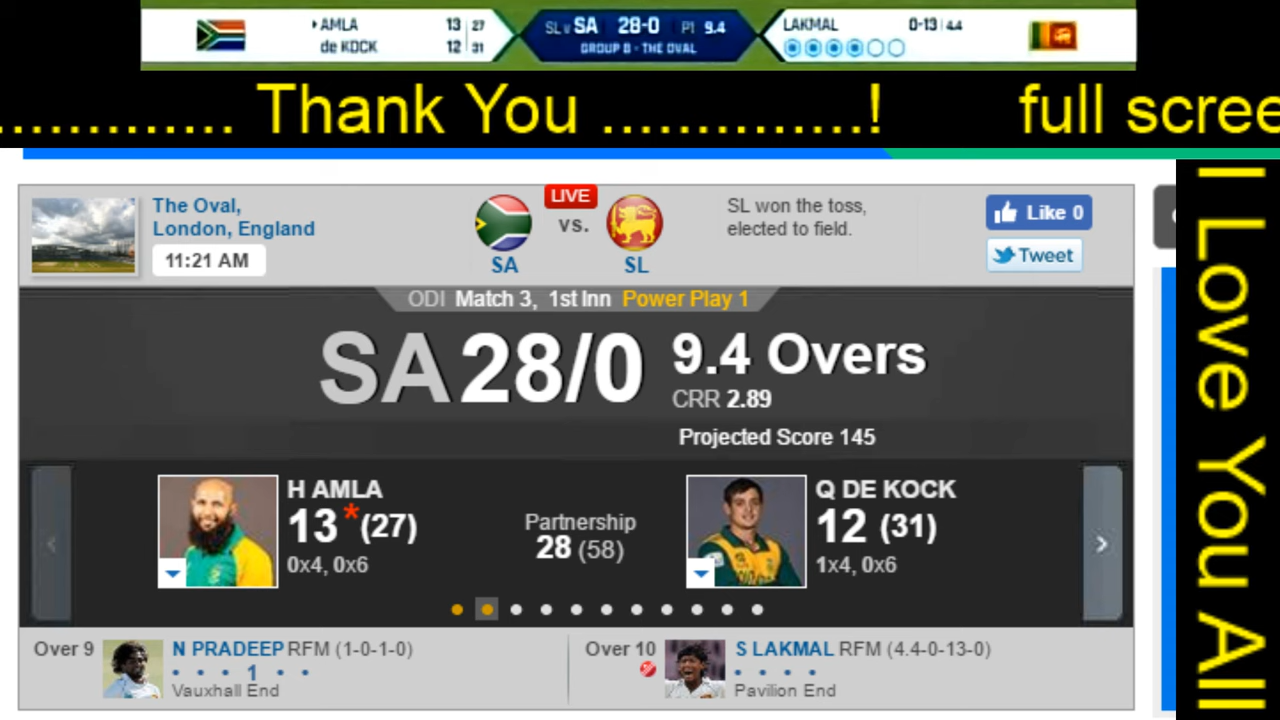 AMLA 13 27
de KOCK 12 31
SL v SA 28-0 P1 9.4
GROUP B - THE OVAL
LAKMAL 0-13 4.4
............. Thank You ..............! full scree
I Love You All
The Oval,
London, England
11:21 AM
LIVE
vs.
SA
SL
SL won the toss,
elected to field.
Like 0
Tweet
ODI Match 3, 1st Inn Power Play 1
SA 28/0 9.4 Overs
CRR 2.89
Projected Score 145
H AMLA
13* (27)
0x4, 0x6
Partnership
28 (58)
Q DE KOCK
12 (31)
1x4, 0x6
Over 9 N PRADEEP RFM (1-0-1-0)
• • • 1 • •
Vauxhall End
Over 10 S LAKMAL RFM (4.4-0-13-0)
• • • •
Pavilion End